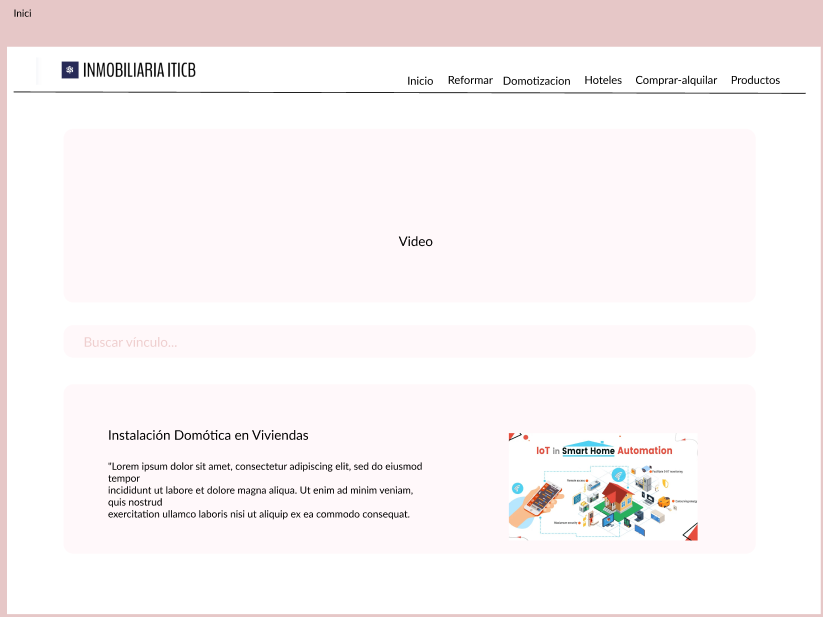 Inici
INMOBILIARIA ITICB
Inicio Reformar Domotizacion Hoteles Comprar-alquilar Productos
Video
Buscar vínculo...
Instalación Domótica en Viviendas
"Lorem ipsum dolor sit amet, consectetur adipiscing elit, sed do eiusmod
tempor
incididunt ut labore et dolore magna aliqua. Ut enim ad minim veniam,
quis nostrud
exercitation ullamco laboris nisi ut aliquip ex ea commodo consequat.
IoT in Smart Home Automation